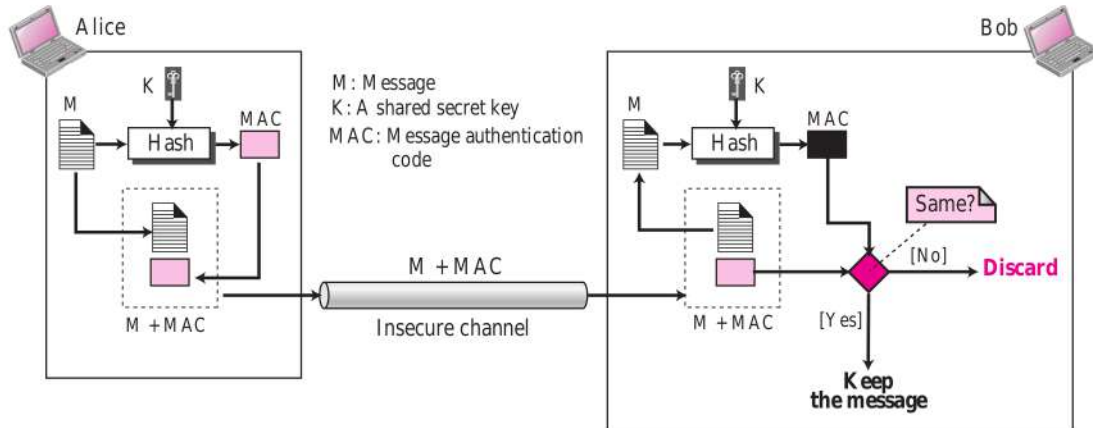 Alice
K
M
Hash
MAC
M + MAC
M: Message
K: A shared secret key
MAC: Message authentication
code
M + MAC
Insecure channel
Bob
K
M
Hash
MAC
Same?
[No]
Discard
M + MAC
[Yes]
Keep
the message